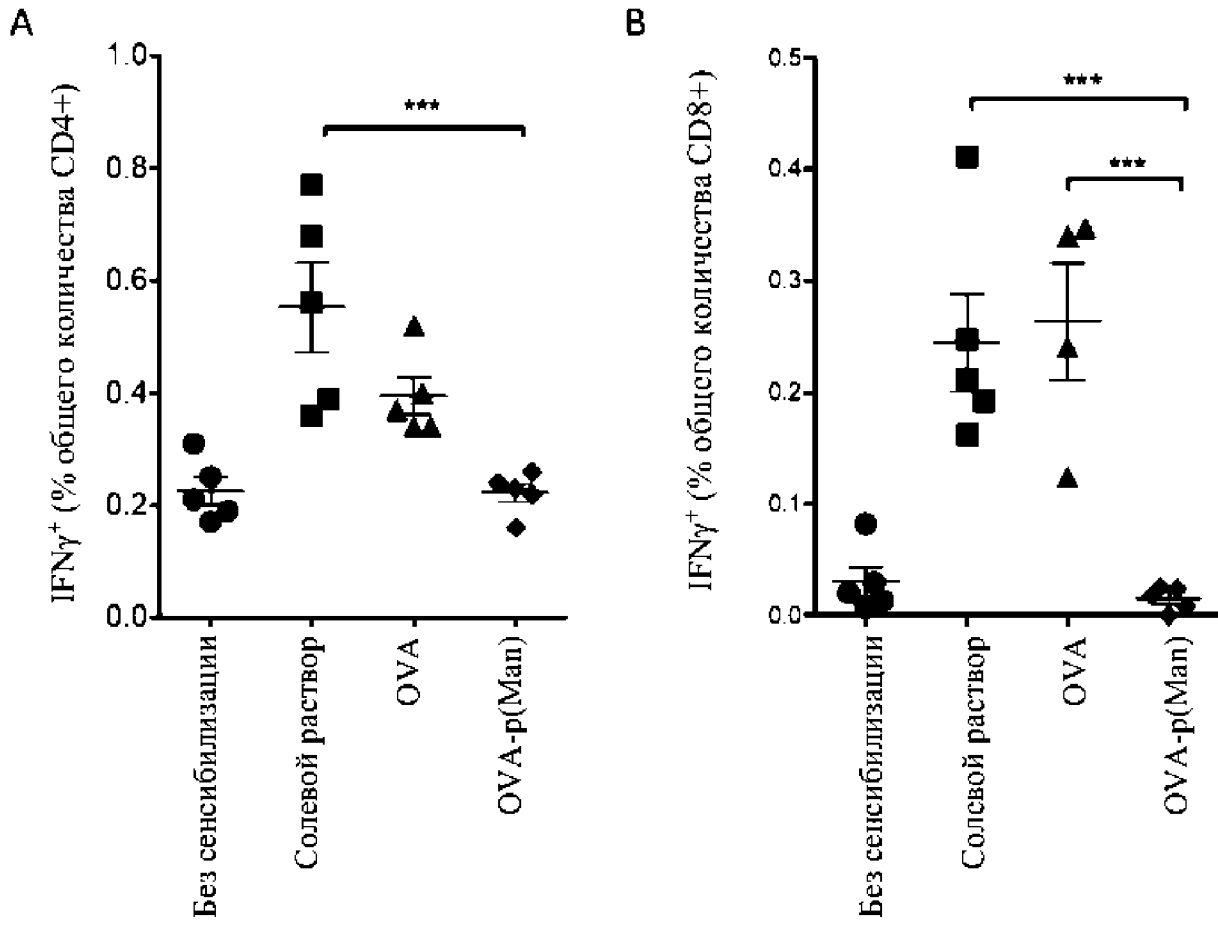 A
IFNγ⁺ (% общего количества CD4+)
1.0
0.8
0.6
0.4
0.2
0.0
***
Без сенсибилизации
Солевой раствор
OVA
OVA-p(Man)
B
IFNγ⁺ (% общего количества CD8+)
0.5
0.4
0.3
0.2
0.1
0.0
***
***
Без сенсибилизации
Солевой раствор
OVA
OVA-p(Man)